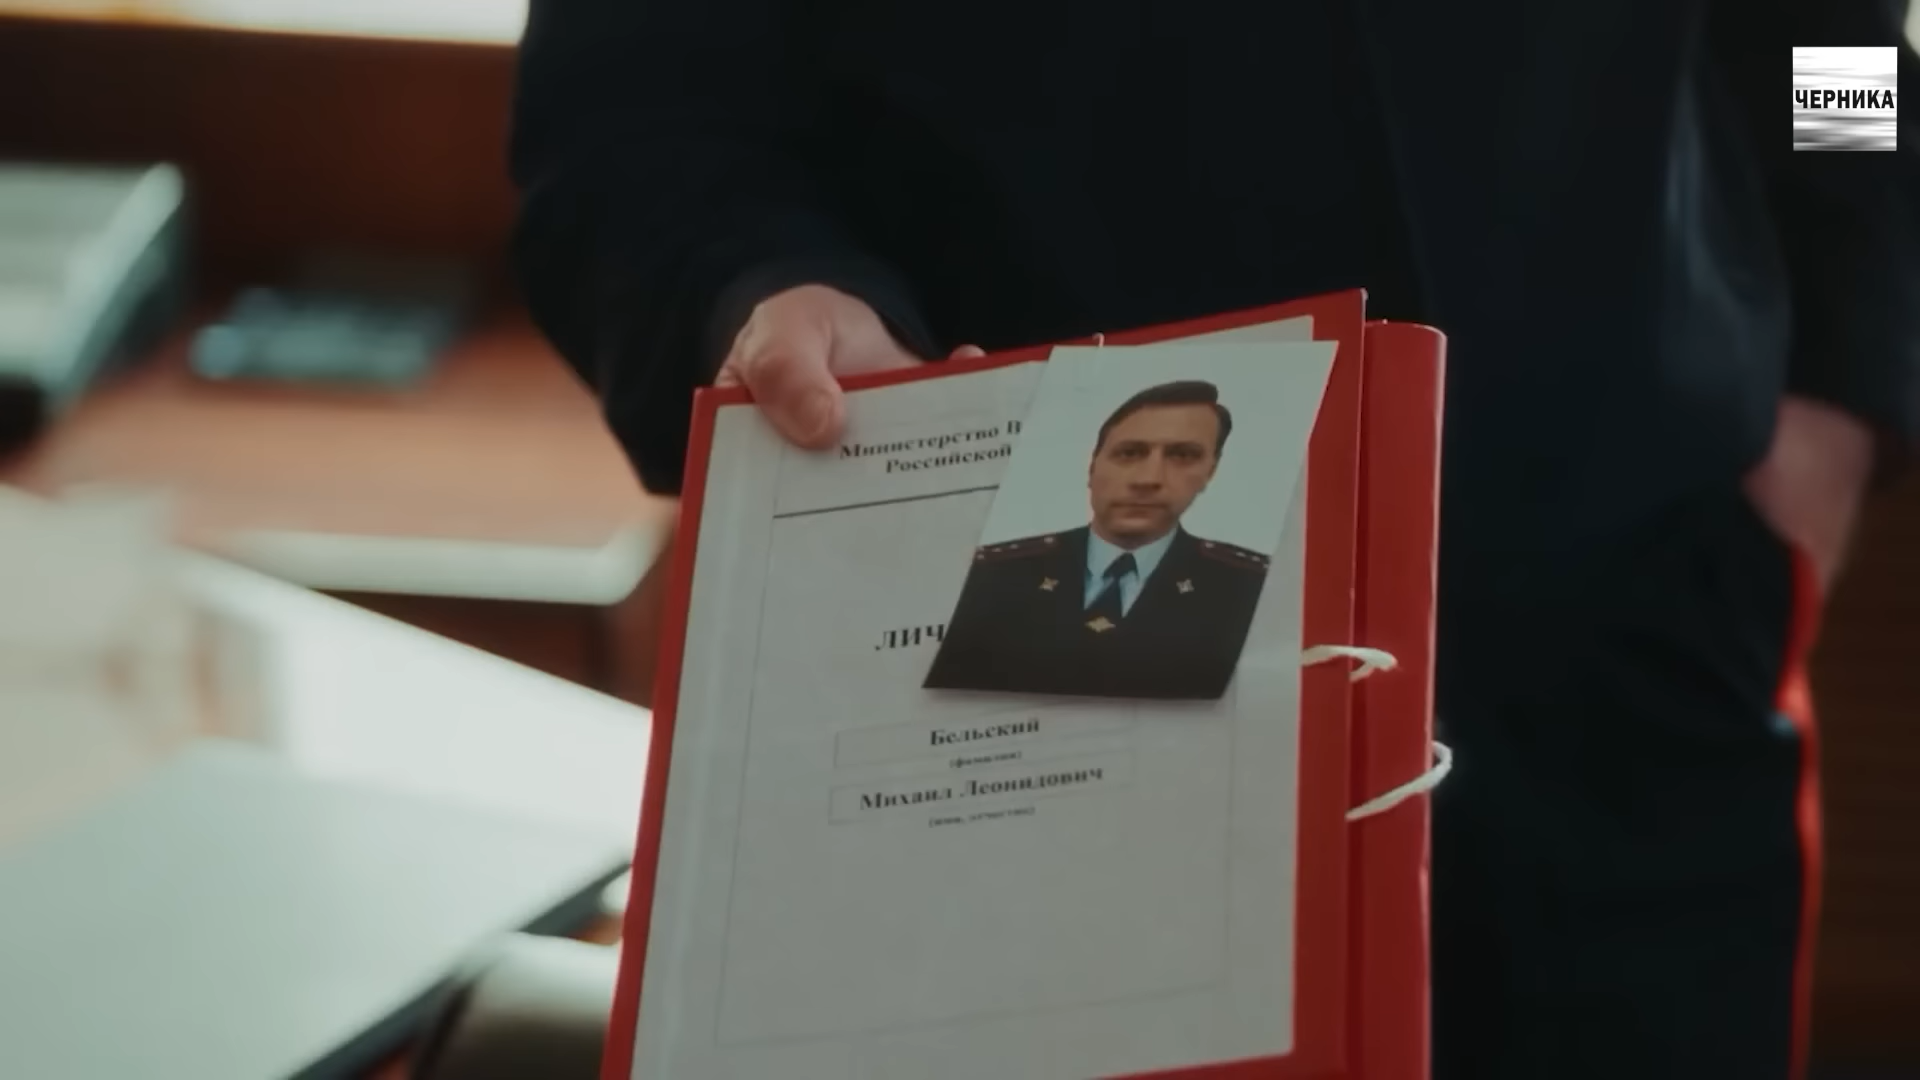 ЧЕРНИКА
Министерство В
Российской
ЛИЧ
Бельский
(фамилия)
Михаил Леонидович
(имя, отчество)